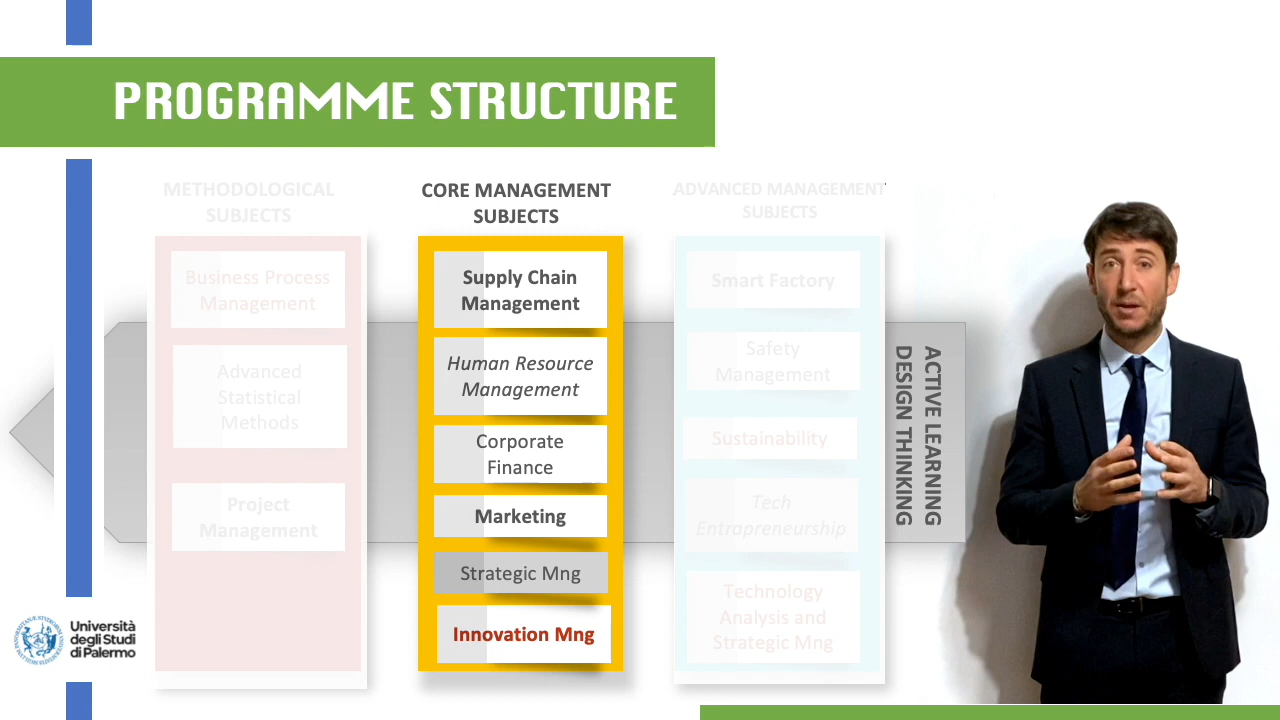 PROGRAMME STRUCTURE
METHODOLOGICAL
SUBJECTS
Business Process
Management
Advanced
Statistical
Methods
Project
Management
CORE MANAGEMENT
SUBJECTS
Supply Chain
Management
Human Resource
Management
Corporate
Finance
Marketing
Strategic Mng
Innovation Mng
ADVANCED MANAGEMENT
SUBJECTS
Smart Factory
Safety
Management
Sustainability
Tech
Entrapreneurship
Technology
Analysis and
Strategic Mng
ACTIVE LEARNING
DESIGN THINKING
Università
degli Studi
di Palermo